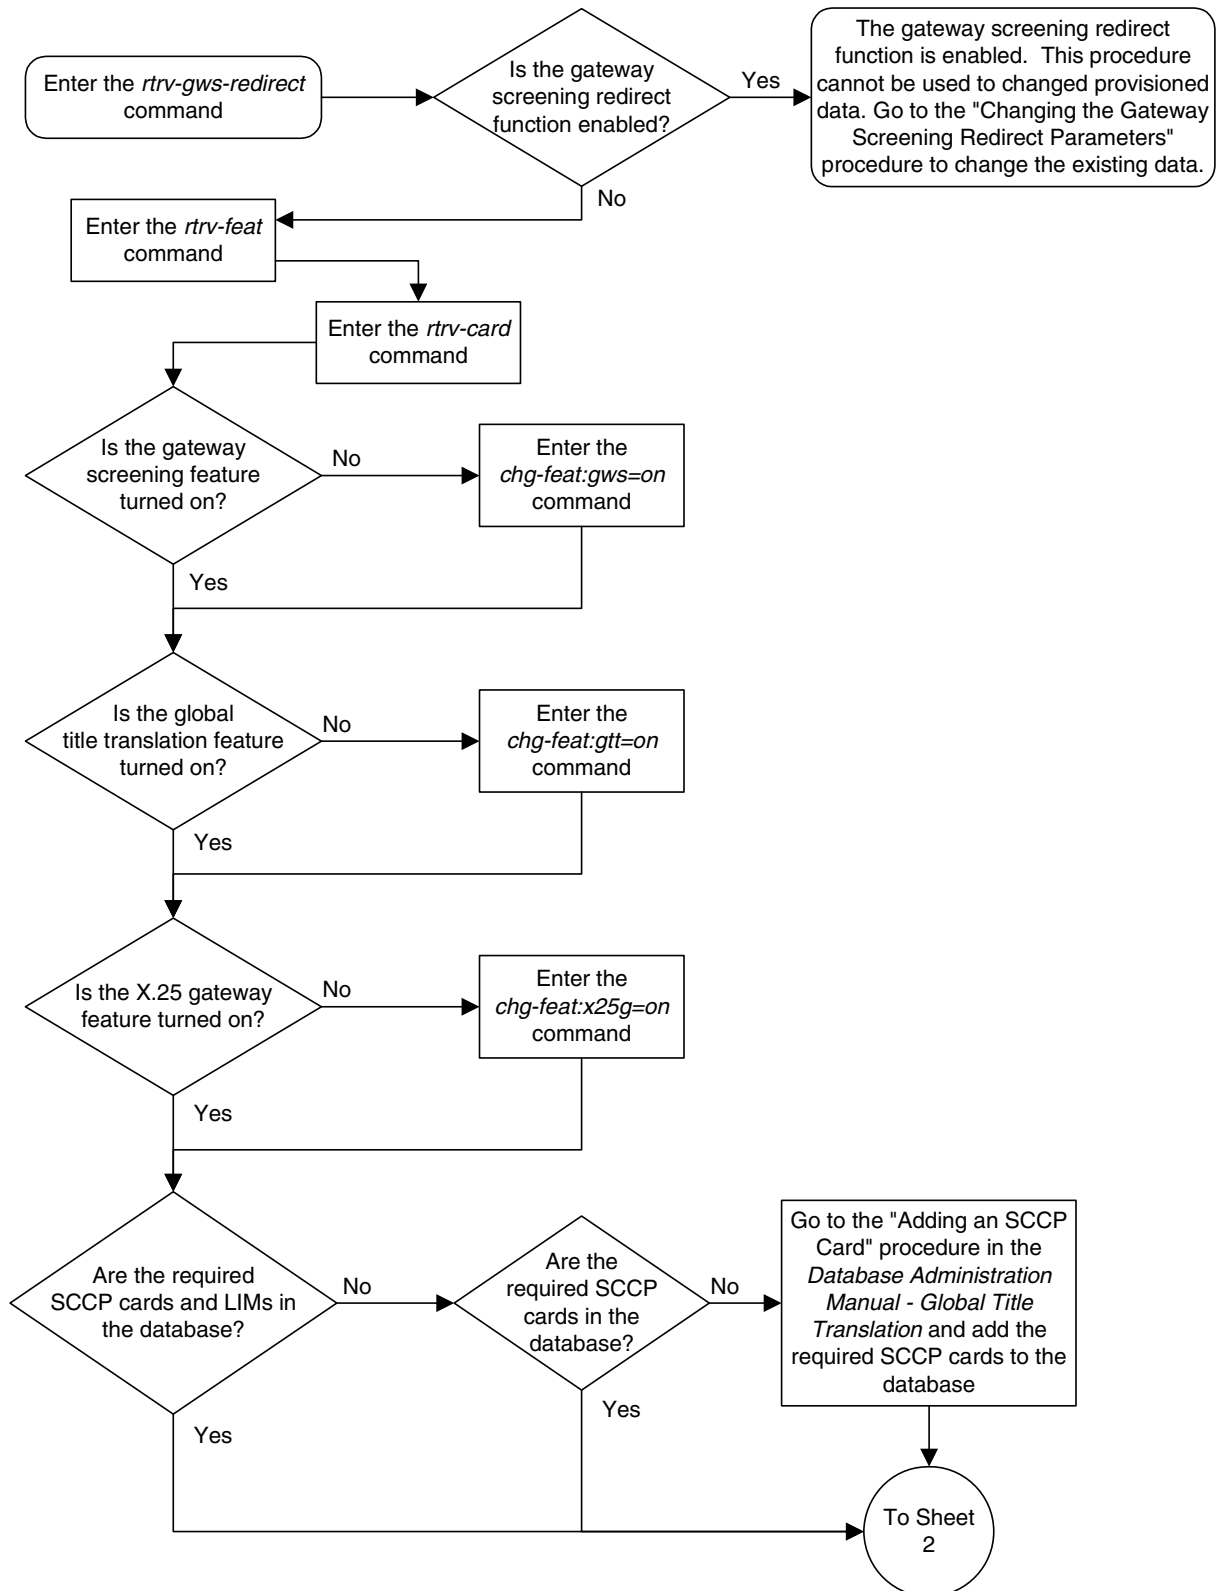 Enter the rtrv-gws-redirect
command
Is the gateway
screening redirect
function enabled?
Yes
The gateway screening redirect
function is enabled.  This procedure
cannot be used to changed provisioned
data. Go to the "Changing the Gateway
Screening Redirect Parameters"
procedure to change the existing data.
No
Enter the rtrv-feat
command
Enter the rtrv-card
command
Is the gateway
screening feature
turned on?
No
Enter the
chg-feat:gws=on
command
Yes
Is the global
title translation feature
turned on?
No
Enter the
chg-feat:gtt=on
command
Yes
Is the X.25 gateway
feature turned on?
No
Enter the
chg-feat:x25g=on
command
Yes
Are the required
SCCP cards and LIMs in
the database?
No
Are the
required SCCP
cards in the
database?
No
Go to the "Adding an SCCP
Card" procedure in the
Database Administration
Manual - Global Title
Translation and add the
required SCCP cards to the
database
Yes
Yes
To Sheet
2